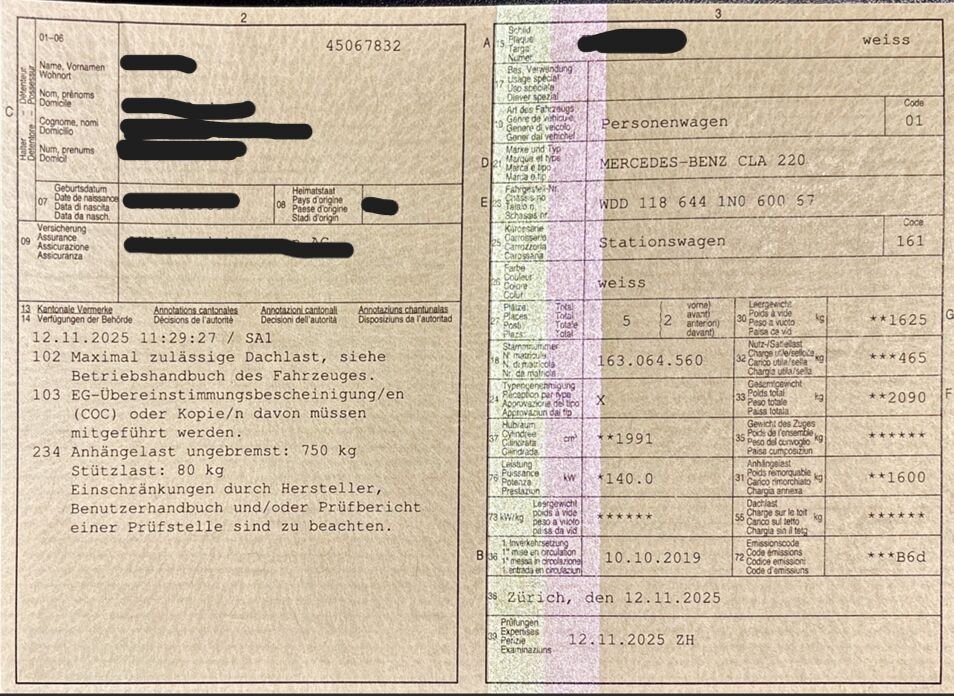 2
01-06
45067832
Name, Vornamen
Wohnort
Nom, prénoms
Domicile
Cognome, nomi
Domicilio
Num, prenums
Domicil
C
Halter - Détenteur
Detentore - Possessur
07
Geburtsdatum
Date de naissance
Data di nascita
Data da nasch.
08
Heimatstaat
Pays d'origine
Paese d'origine
Stadi d'origin
09
Versicherung
Assurance
Assicurazione
Assicuranza
AG
13 Kantonale Vermerke Annotations cantonales Annotazioni cantonali Annotaziuns chantunalas
14 Verfügungen der Behörde Décisions de l'autorité Decisioni dell'autorità Disposiziuns da l'autoritad
12.11.2025 11:29:27 / SA1
102 Maximal zulässige Dachlast, siehe
Betriebshandbuch des Fahrzeuges.
103 EG-Übereinstimmungsbescheinigung/en
(COC) oder Kopie/n davon müssen
mitgeführt werden.
234 Anhängelast ungebremst: 750 kg
Stützlast: 80 kg
Einschränkungen durch Hersteller,
Benutzerhandbuch und/oder Prüfbericht
einer Prüfstelle sind zu beachten.
3
A 15
Schild
Plaque
Targa
Numer
weiss
17
Bes. Verwendung
Usage spécial
Uso speciale
Diever spezial
19
Art des Fahrzeugs
Genre de véhicule
Genere di veicolo
Gener dal vehichel
Personenwagen
Code
01
D 21
Marke und Typ
Marque et type
Marca e tipo
Marca e tip
MERCEDES-BENZ CLA 220
E 23
Fahrgestell-Nr.
Châssis no
Telaio n.
Schassis nr.
WDD 118 644 1N0 600 57
25
Karosserie
Carrosserie
Carrozzeria
Carossaria
Stationswagen
Code
161
26
Farbe
Couleur
Colore
Colur
weiss
27
Plätze: Total
Places: Total
Posti: Totale
Plazs: Total
5 (2
vorne)
avant)
anteriori)
davant)
30
Leergewicht
Poids à vide
Peso a vuoto
Paisa da vid
kg
**1625
G
18
Stammnummer
N° matricule
N. di matricola
Nr. da matricla
163.064.560
32
Nutz-/Sattellast
Charge utile/sellette
Carico utile/sella
Chargia utila/sella
kg
***465
24
Typengenehmigung
Réception par type
Approvazione del tipo
Approvaziun dal tip
X
33
Gesamtgewicht
Poids total
Peso totale
Paisa totala
kg
**2090
F
37
Hubraum
Cylindrée
Cilindrata
Cilindrada
cm³
**1991
35
Gewicht des Zuges
Poids de l'ensemble
Peso del convoglio
Paisa cumposiziun
kg
******
76
Leistung
Puissance
Potenza
Prestaziun
kW
*140.0
31
Anhängelast
Poids remorquable
Carico rimorchiato
Chargia annexa
kg
**1600
78 kW/kg
Leergewicht
poids à vide
peso a vuoto
paisa da vid
******
55
Dachlast
Charge sur le toit
Carico sul tetto
Chargia sin il tetg
kg
******
B 36
1. Inverkehrsetzung
1re mise en circulation
1a messa in circolazione
1. entrada en circulaziun
10.10.2019
72
Emissionscode
Code émissions
Codice emissioni
Code d'emissiuns
***B6d
38 Zürich, den 12.11.2025
39
Prüfungen
Expertises
Perizie
Examinaziuns
12.11.2025 ZH